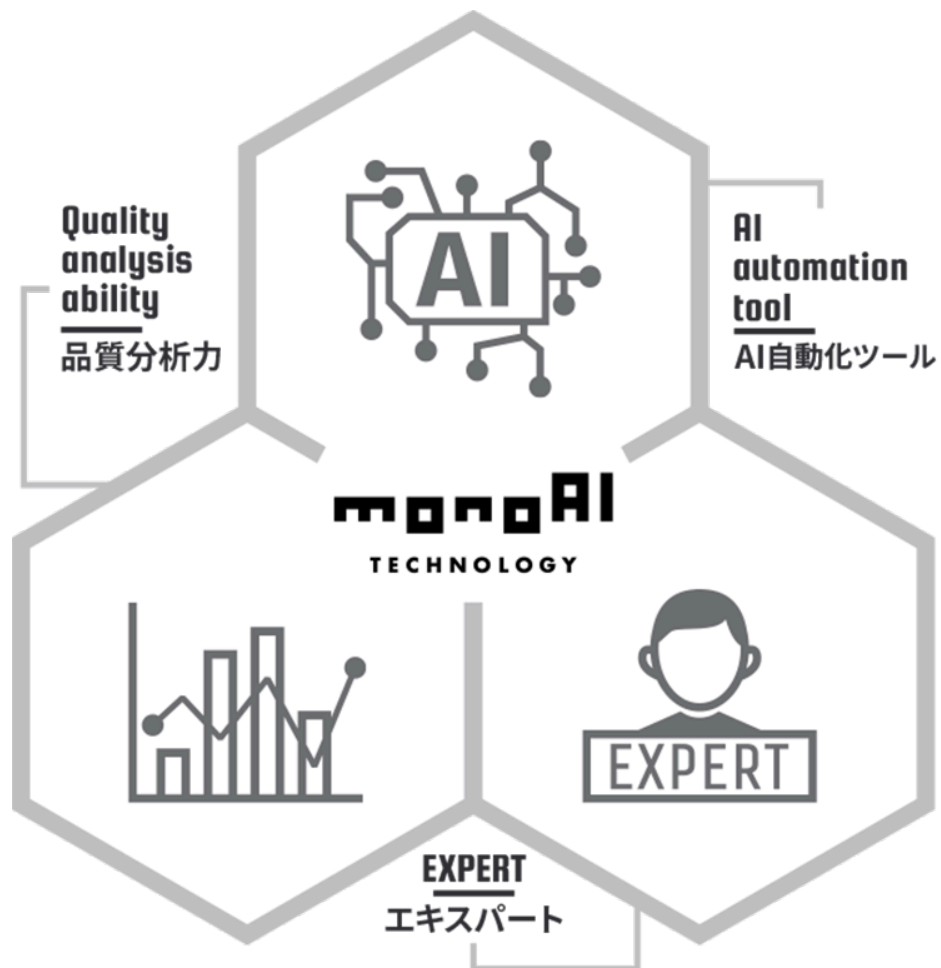 AI
Quality
analysis
ability
品質分析力
AI
automation
tool
AI自動化ツール
monoAI
TECHNOLOGY
EXPERT
EXPERT
エキスパート